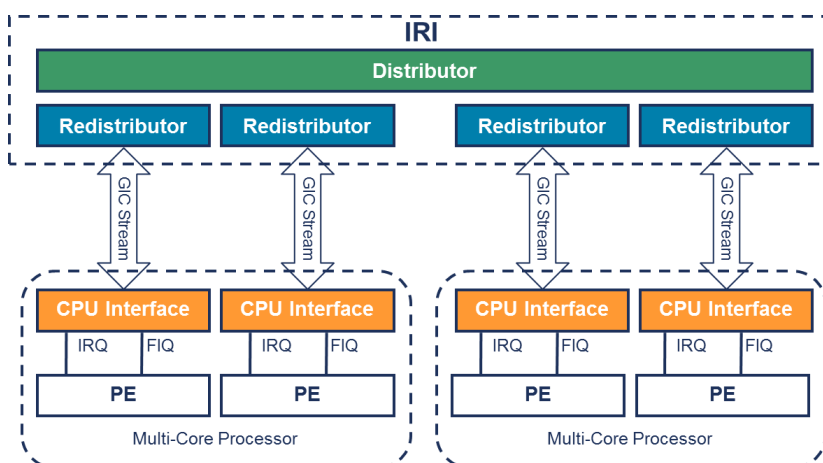 IRI
Distributor
Redistributor Redistributor Redistributor Redistributor
GIC Stream GIC Stream GIC Stream GIC Stream
CPU Interface CPU Interface CPU Interface CPU Interface
IRQ FIQ IRQ FIQ IRQ FIQ IRQ FIQ
PE PE PE PE
Multi-Core Processor Multi-Core Processor